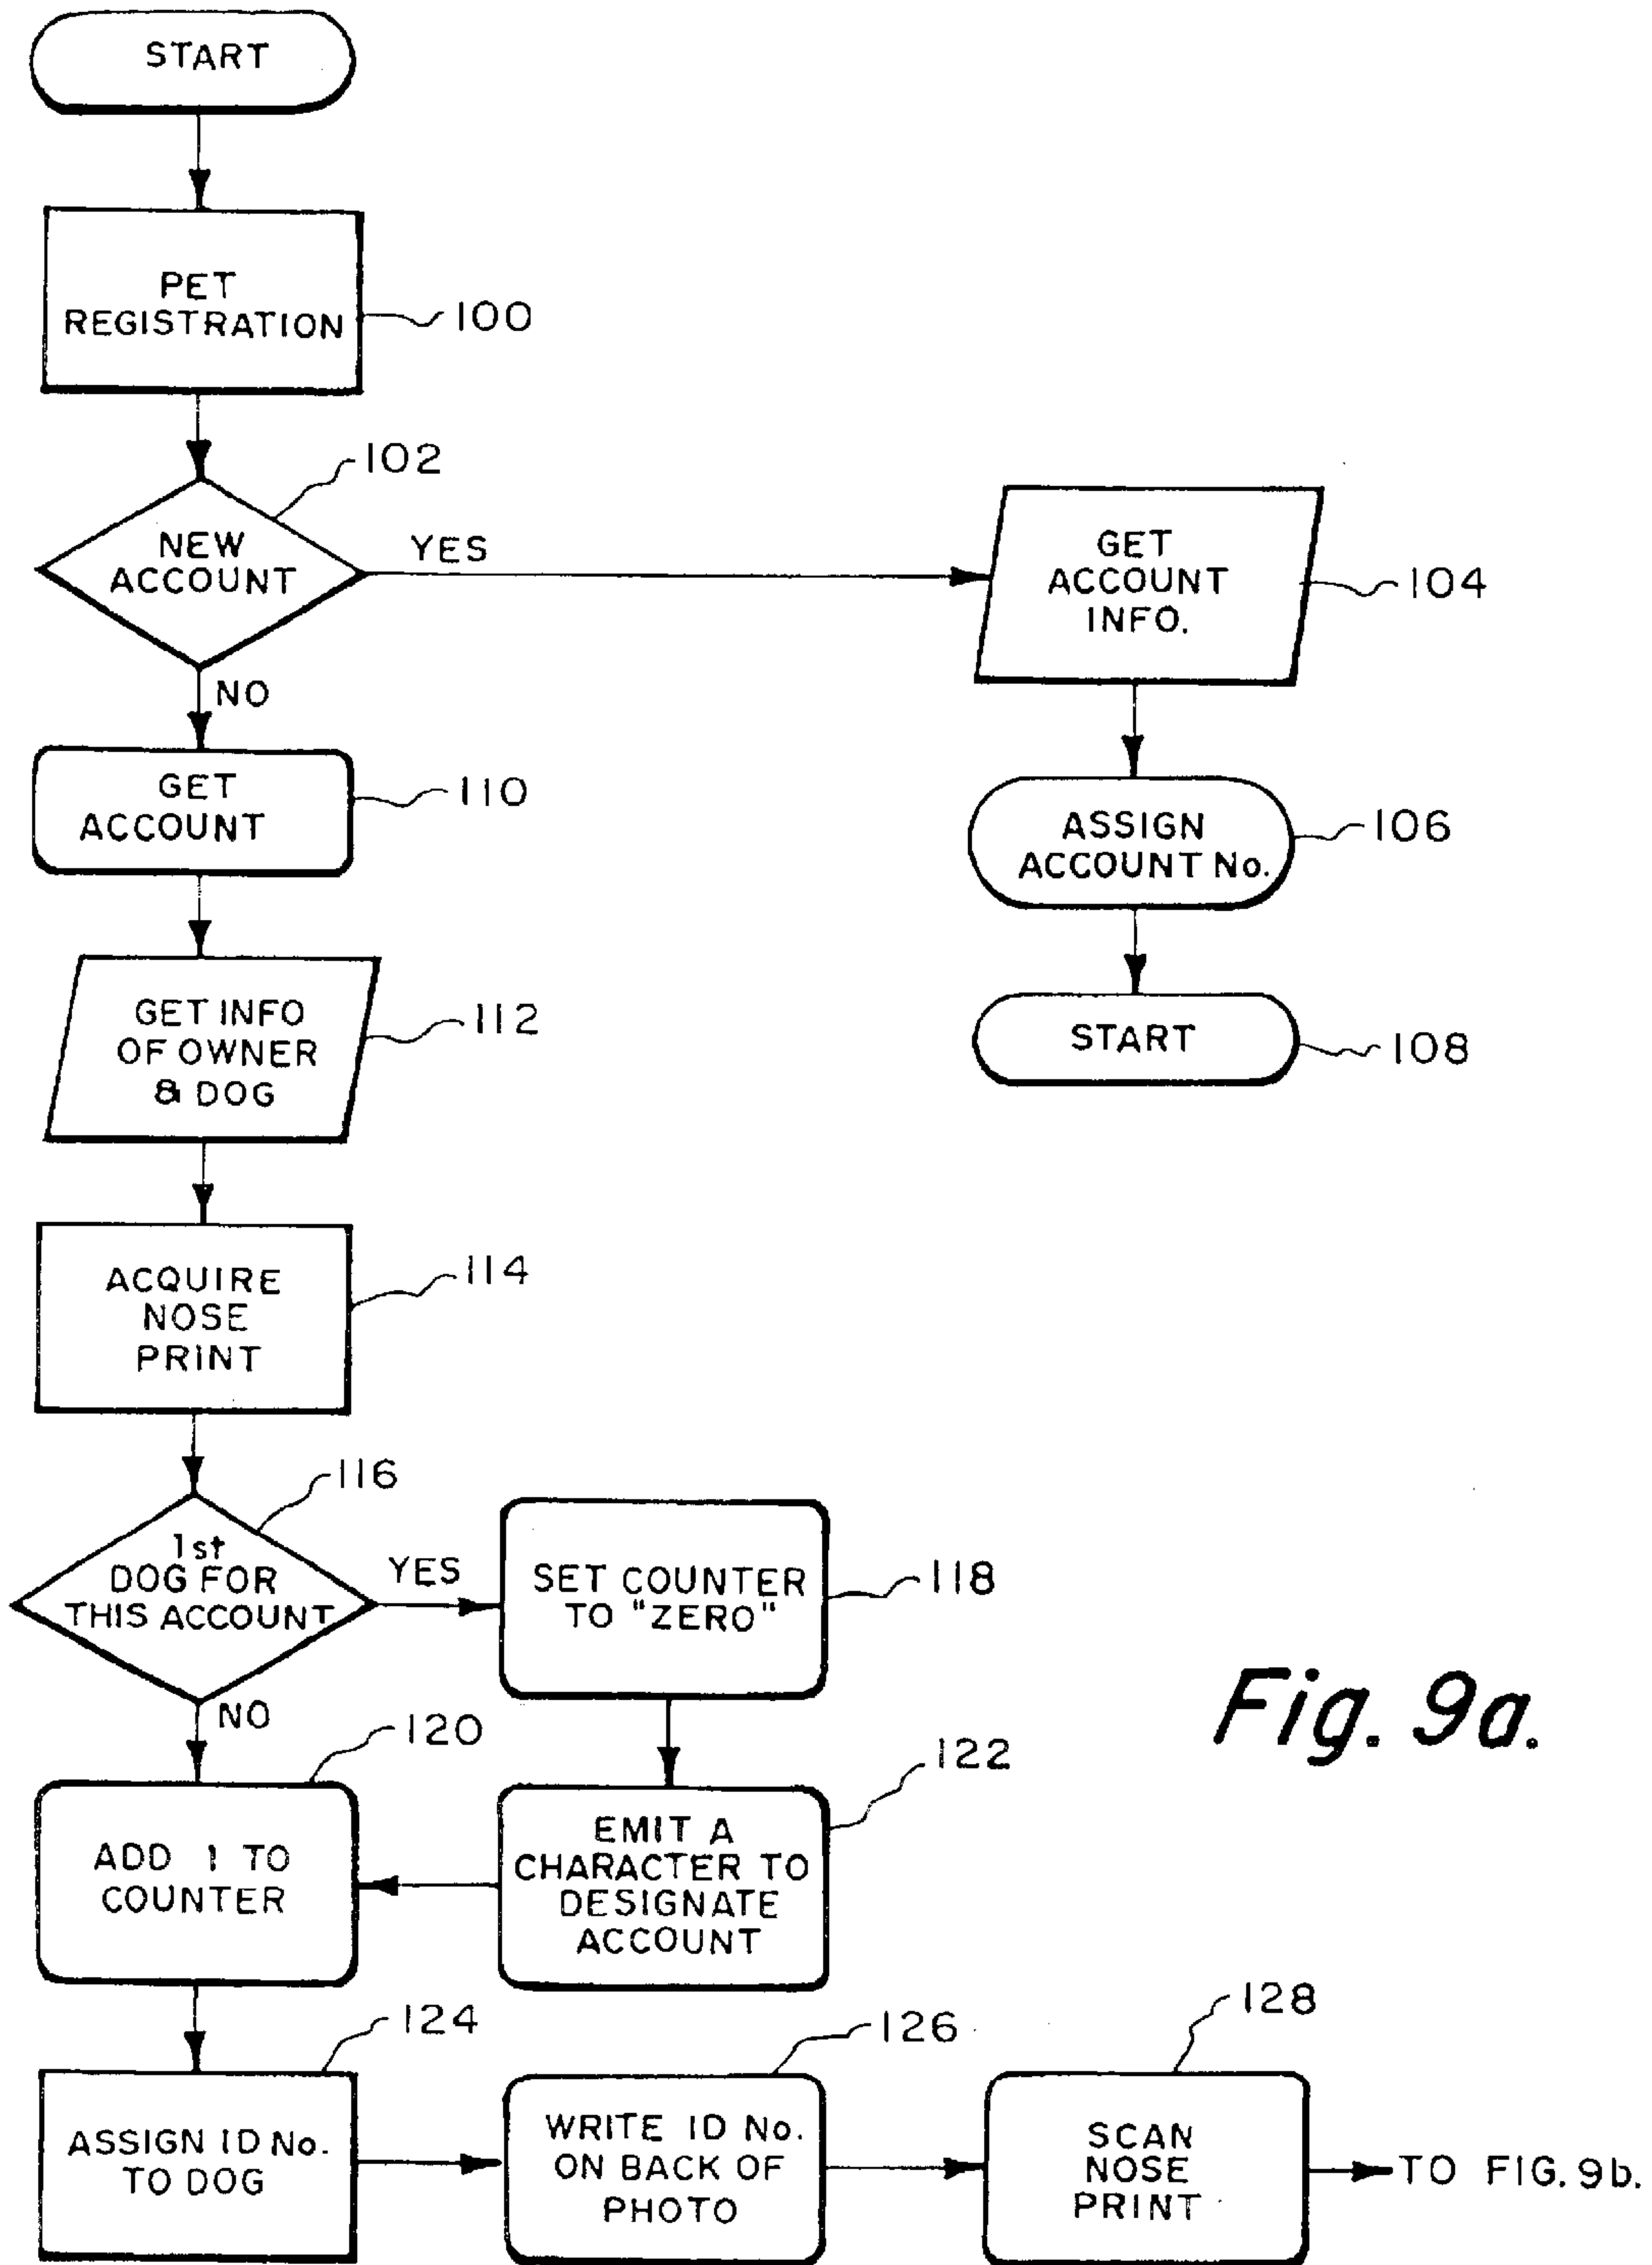 START
PET
REGISTRATION
100
102
NEW
ACCOUNT
YES
NO
GET
ACCOUNT
INFO.
104
ASSIGN
ACCOUNT No.
106
START
108
GET
ACCOUNT
110
GET INFO
OF OWNER
& DOG
112
ACQUIRE
NOSE
PRINT
114
116
1st
DOG FOR
THIS ACCOUNT
YES
NO
SET COUNTER
TO "ZERO"
118
120
ADD 1 TO
COUNTER
122
EMIT A
CHARACTER TO
DESIGNATE
ACCOUNT
Fig. 9a.
124
ASSIGN ID No.
TO DOG
126
WRITE ID No.
ON BACK OF
PHOTO
128
SCAN
NOSE
PRINT
TO FIG. 9b.